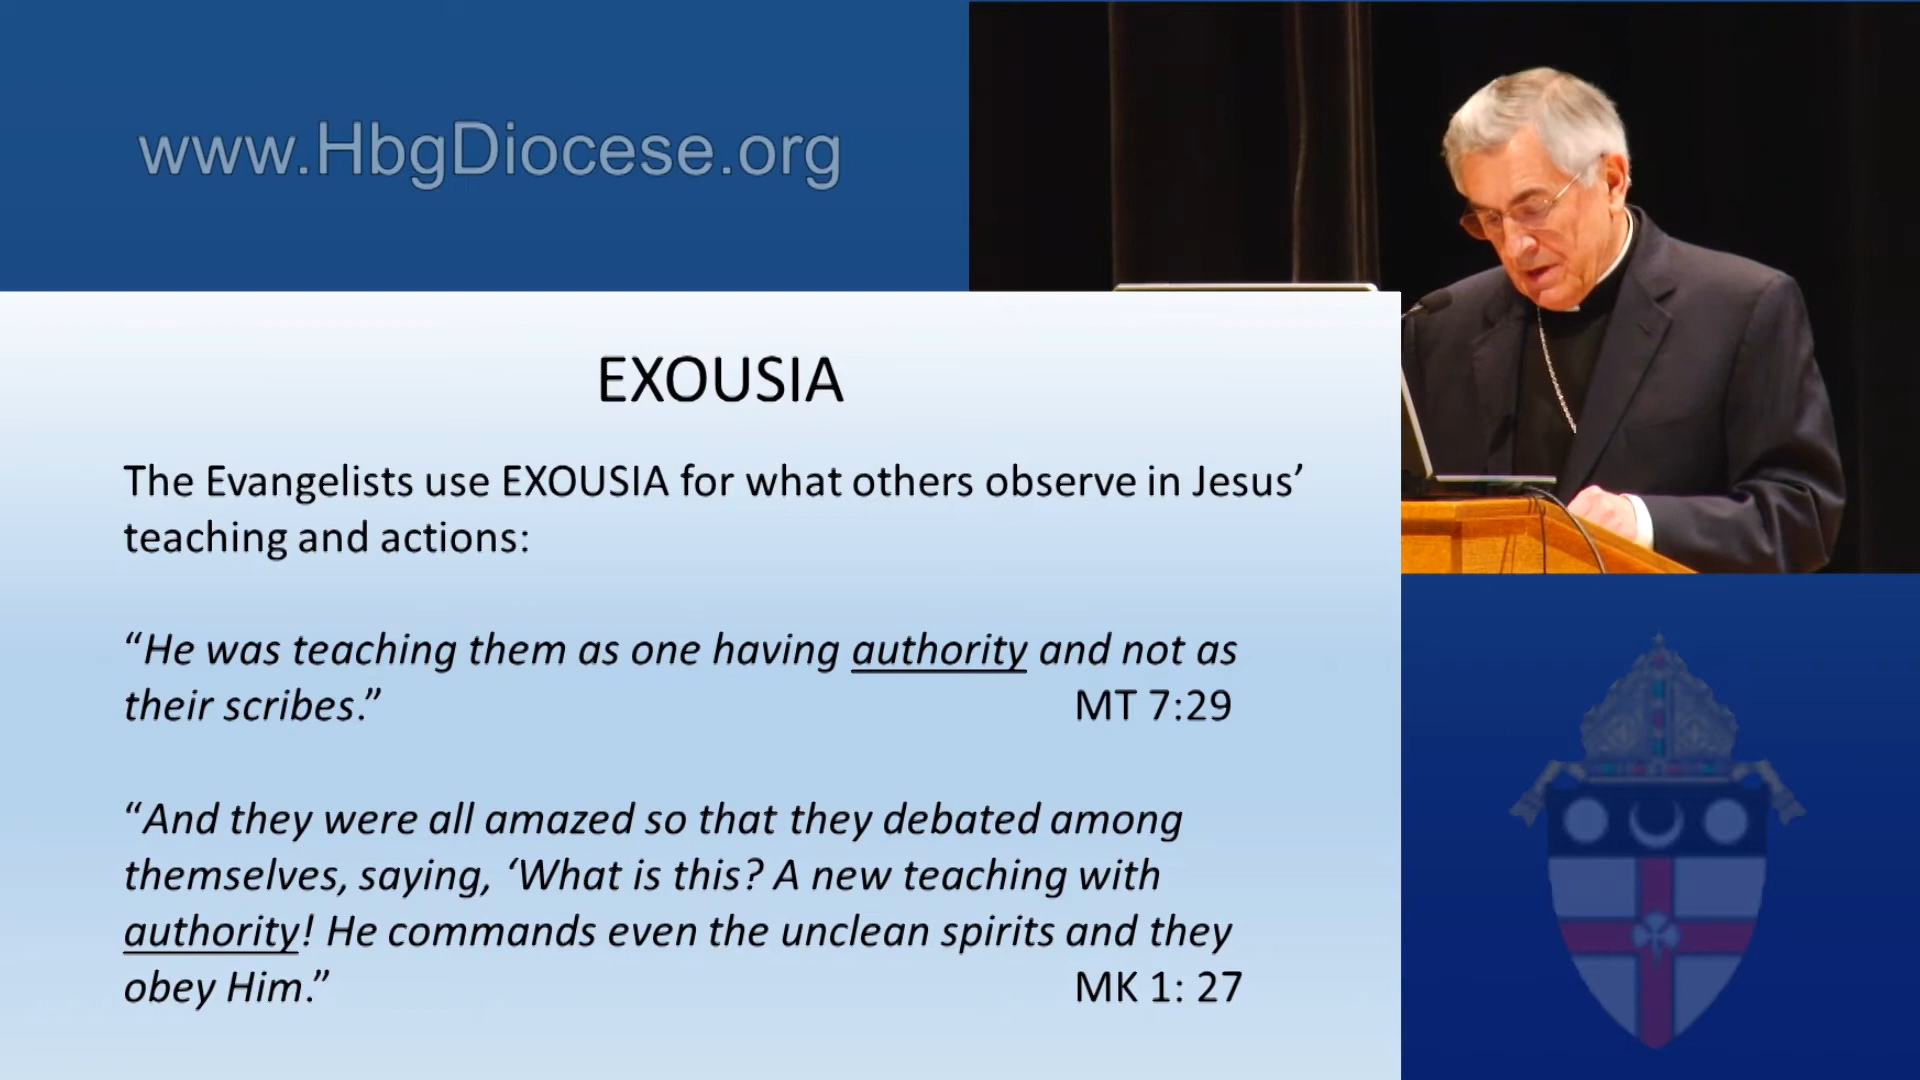 www.HbgDiocese.org
EXOUSIA
The Evangelists use EXOUSIA for what others observe in Jesus’
teaching and actions:
“He was teaching them as one having authority and not as
their scribes.” MT 7:29
“And they were all amazed so that they debated among
themselves, saying, ‘What is this? A new teaching with
authority! He commands even the unclean spirits and they
obey Him.” MK 1: 27